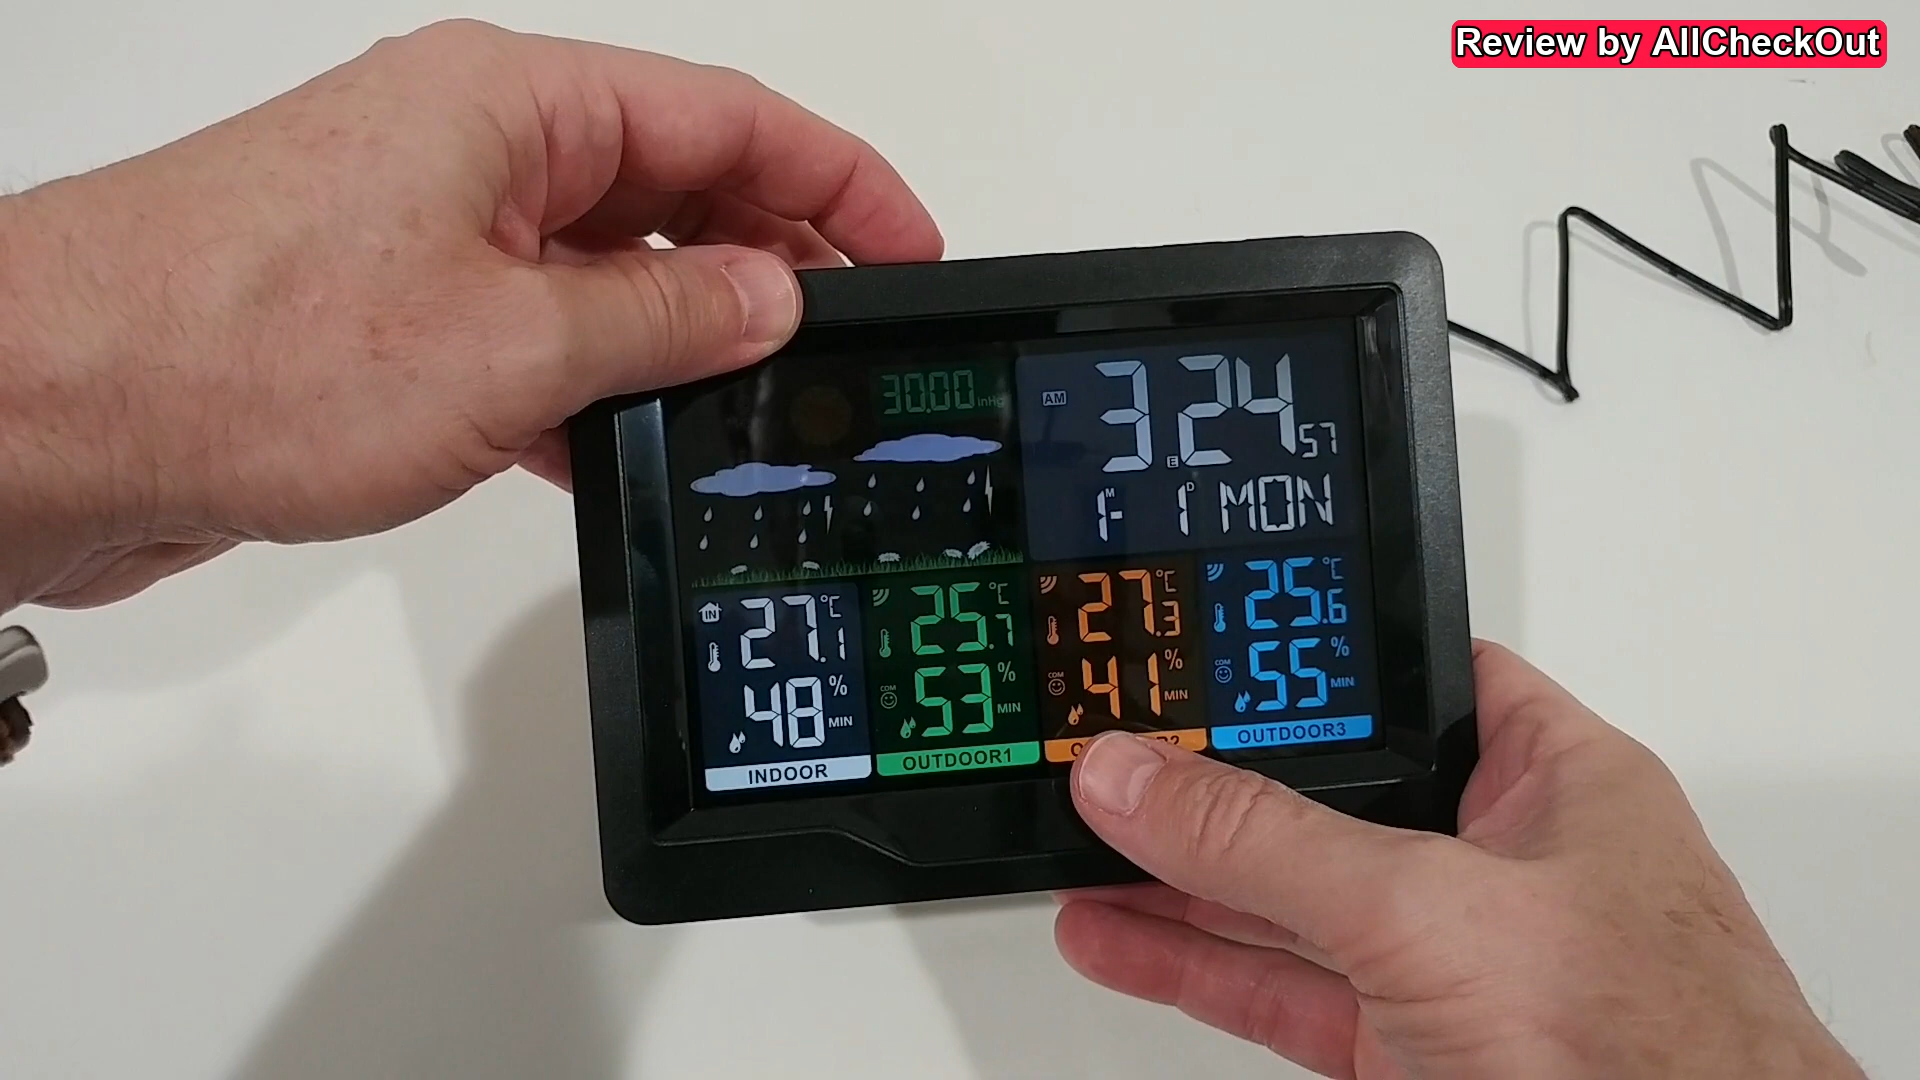 Review by AllCheckOut
30.00 inHg
AM 3:24 57
E
M D
1- 1 MON
IN 27.1 °C
48 %
MIN
INDOOR
25.7 °C
COM 53 %
MIN
OUTDOOR1
27.3 °C
COM 41 %
MIN
25.6 °C
COM 55 %
MIN
OUTDOOR3